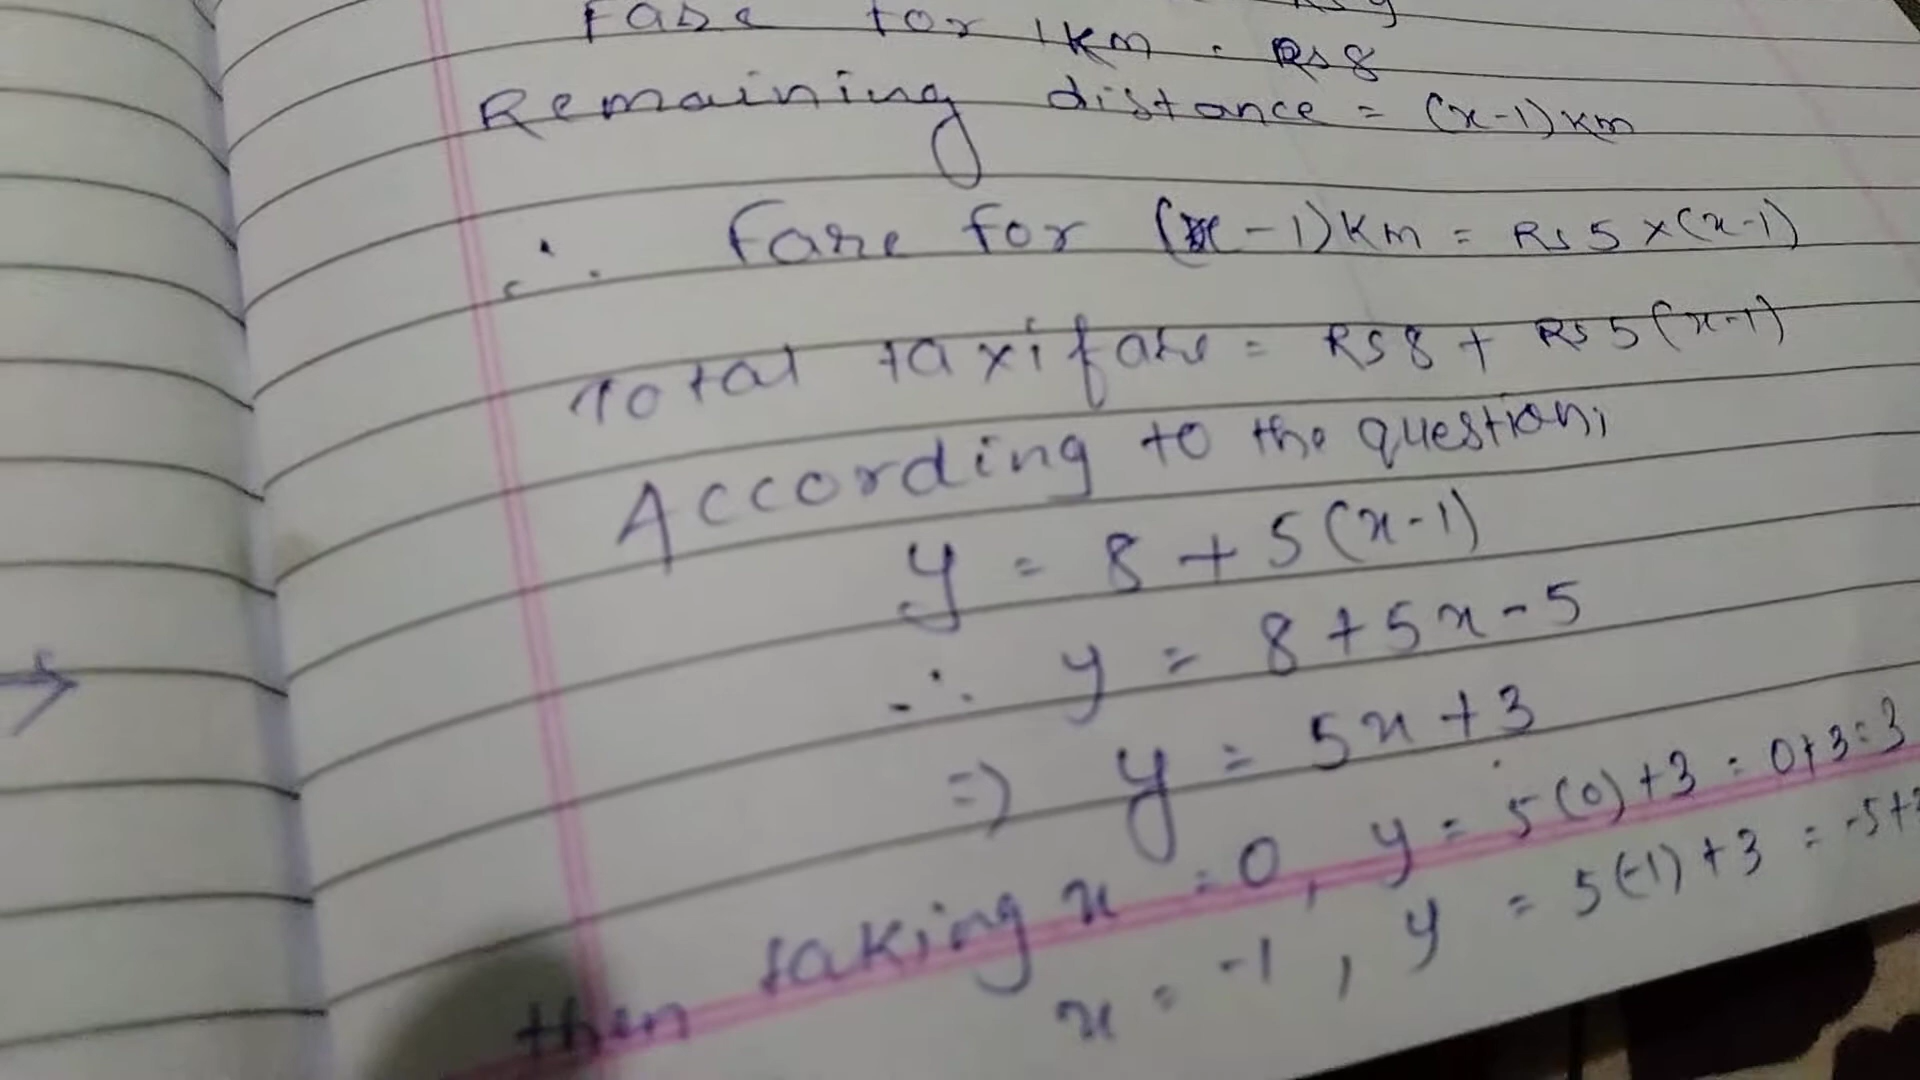 Fare for 1 km = Rs 8
Remaining distance = (x-1) km
∴ Fare for (x-1) km = Rs 5 × (x-1)
Total taxi fare = Rs 8 + Rs 5 (x-1)
According to the question,
y = 8 + 5 (x-1)
∴ y = 8 + 5x - 5
⇒ y = 5x + 3
then taking x = 0, y = 5(0) + 3 = 0+3 = 3
x = -1, y = 5(-1) + 3 = -5+